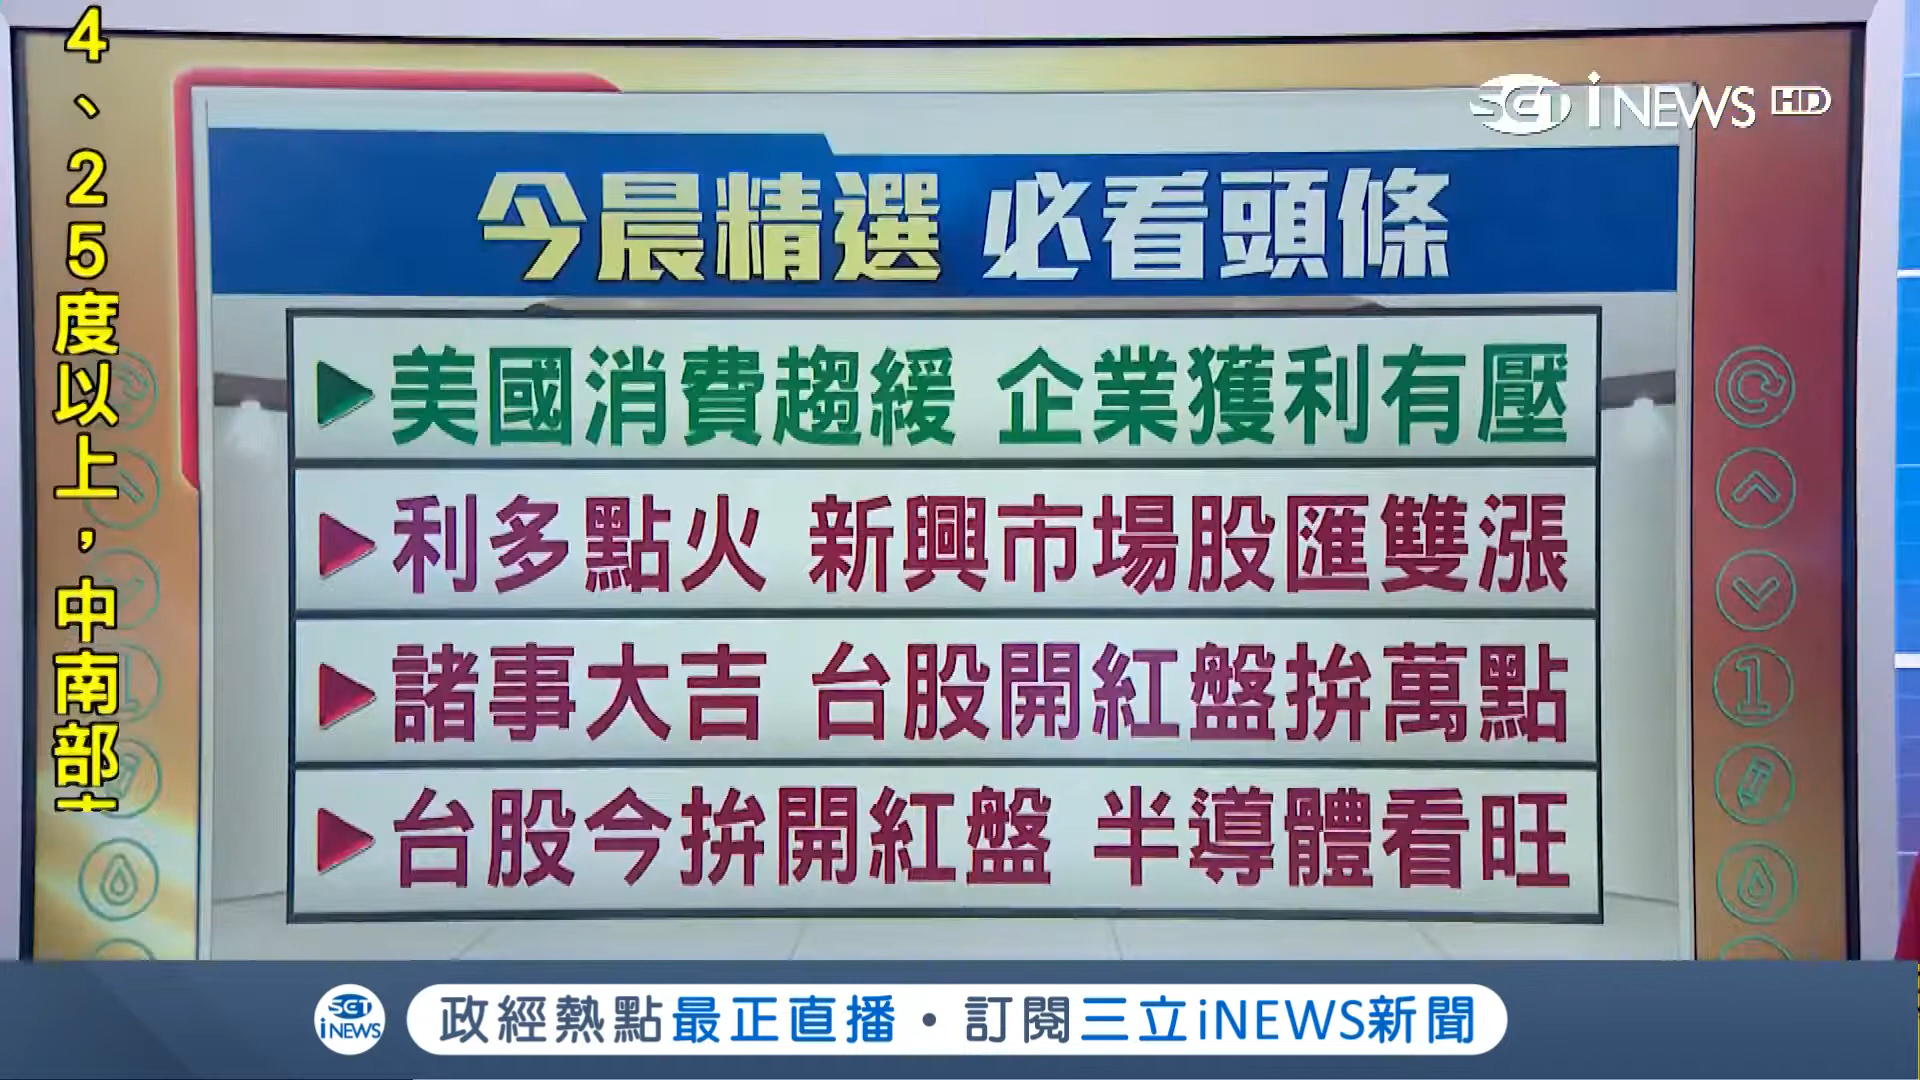 4、25度以上，中南部
SET iNEWS HD
今晨精選 必看頭條
美國消費趨緩 企業獲利有壓
利多點火 新興市場股匯雙漲
諸事大吉 台股開紅盤拚萬點
台股今拚開紅盤 半導體看旺
SET iNEWS
政經熱點最正直播・訂閱三立iNEWS新聞